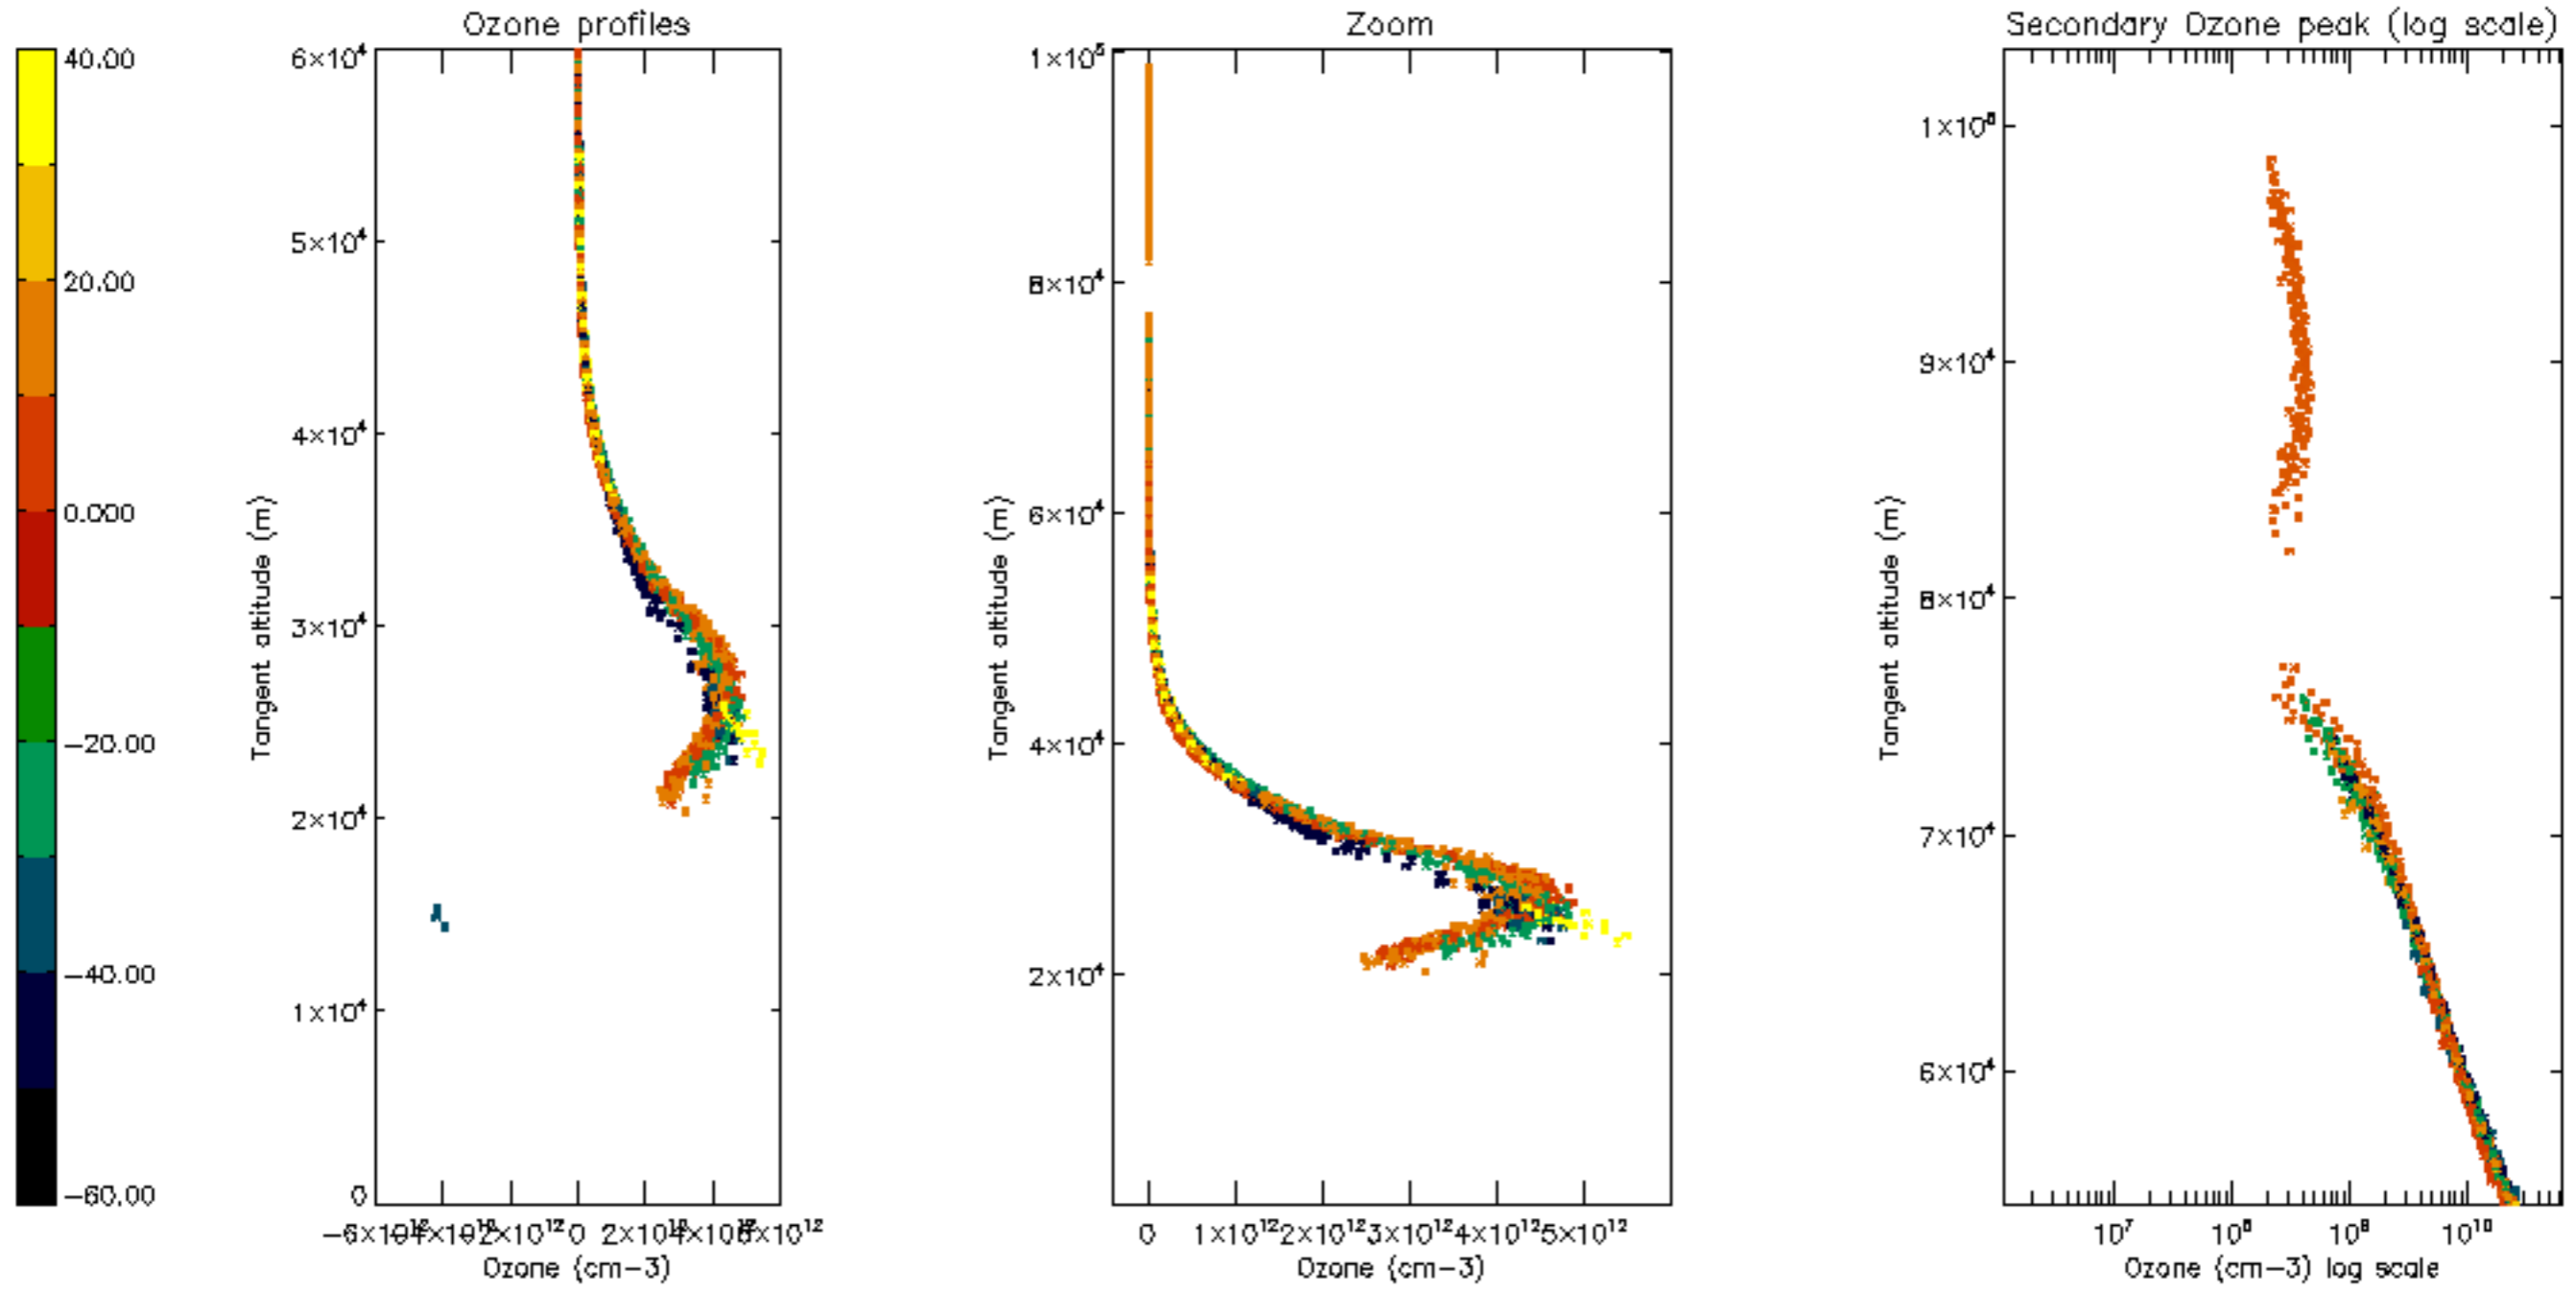 Ozone profiles
Zoom
Secondary Ozone peak (log scale)
40.00
20.00
0.000
−20.00
−40.00
−60.00
6×10⁴
5×10⁴
4×10⁴
3×10⁴
2×10⁴
1×10⁴
0
Tangent altitude (m)
0
Ozone (cm−3)
1×10⁵
8×10⁴
6×10⁴
4×10⁴
2×10⁴
Tangent altitude (m)
0 1×10¹² 2×10¹² 3×10¹² 4×10¹² 5×10¹²
Ozone (cm−3)
1×10⁵
9×10⁴
8×10⁴
7×10⁴
6×10⁴
Tangent altitude (m)
10⁷ 10⁸ 10⁹ 10¹⁰
Ozone (cm−3) log scale